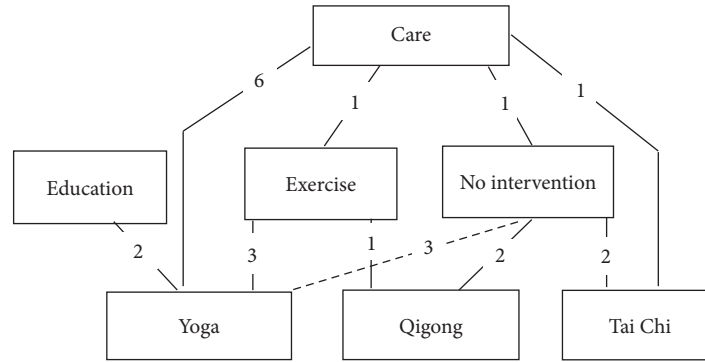 Care
6
1
1
1
Education
Exercise
No intervention
2
3
1
3
2
2
Yoga
Qigong
Tai Chi